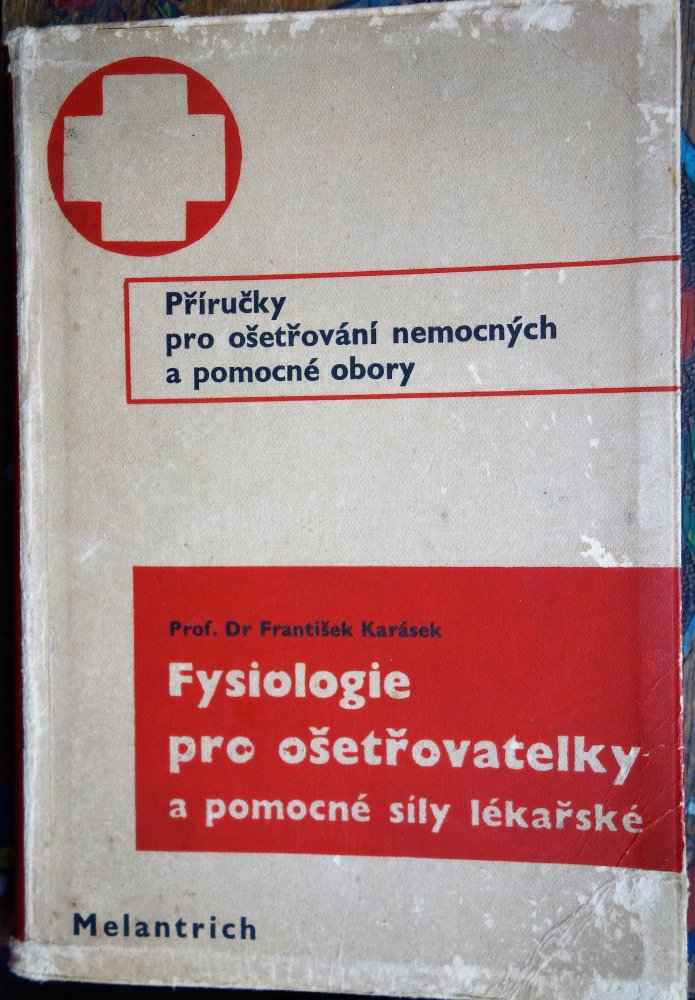 Příručky
pro ošetřování nemocných
a pomocné obory
Prof. Dr František Karásek
Fysiologie
pro ošetřovatelky
a pomocné síly lékařské
Melantrich